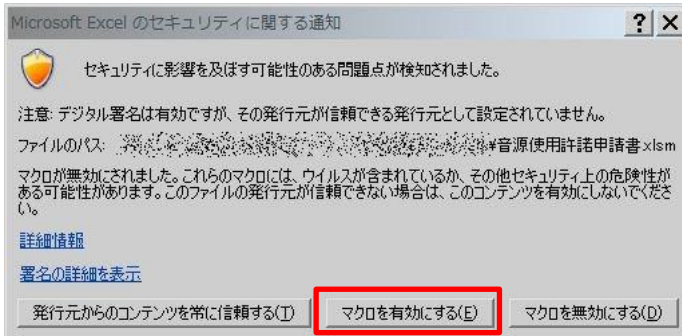 Microsoft Excel のセキュリティに関する通知
? ×
セキュリティに影響を及ぼす可能性のある問題点が検知されました。
注意: デジタル署名は有効ですが、その発行元が信頼できる発行元として設定されていません。
ファイルのパス: ¥音源使用許諾申請書.xlsm
マクロが無効にされました。これらのマクロには、ウイルスが含まれているか、その他セキュリティ上の危険性が
ある可能性があります。このファイルの発行元が信頼できない場合は、このコンテンツを有効にしないでくださ
い。
詳細情報
署名の詳細を表示
発行元からのコンテンツを常に信頼する(T) マクロを有効にする(E) マクロを無効にする(D)